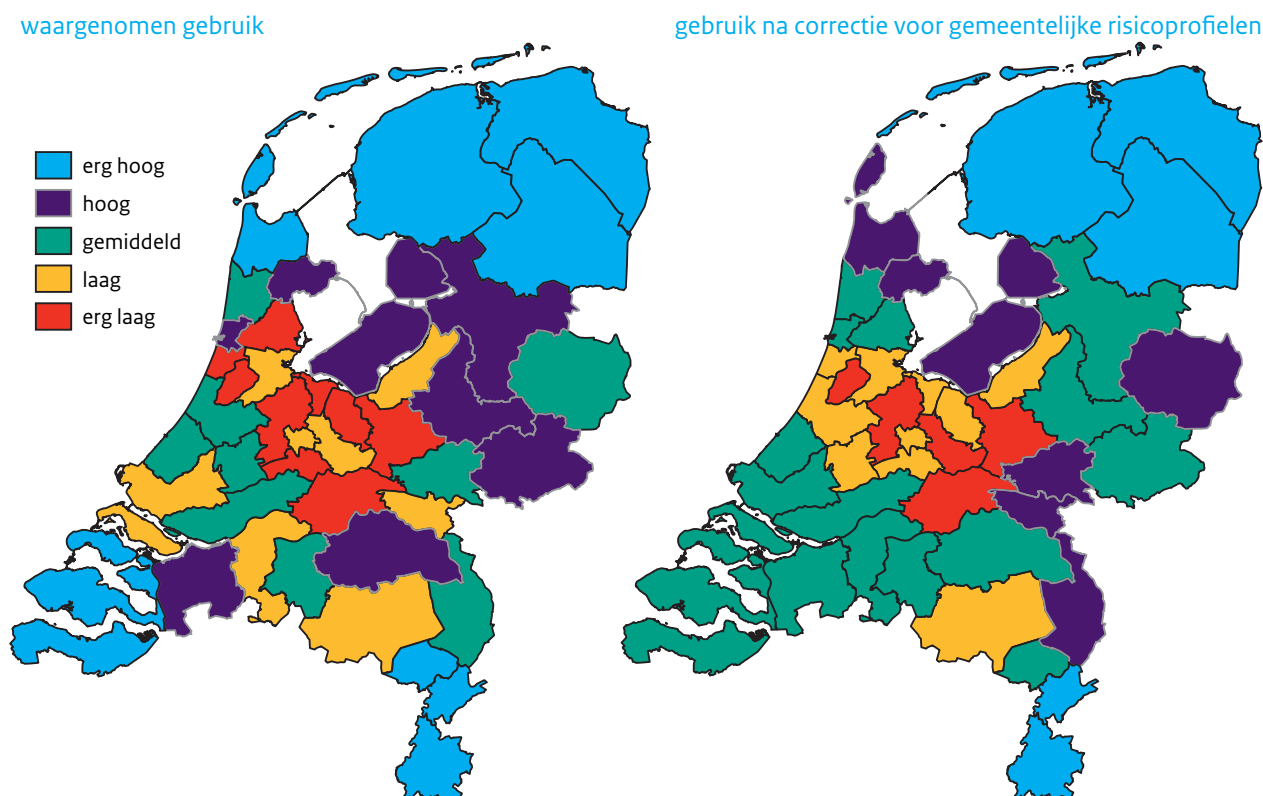 waargenomen gebruik
gebruik na correctie voor gemeentelijke risicoprofielen
erg hoog
hoog
gemiddeld
laag
erg laag